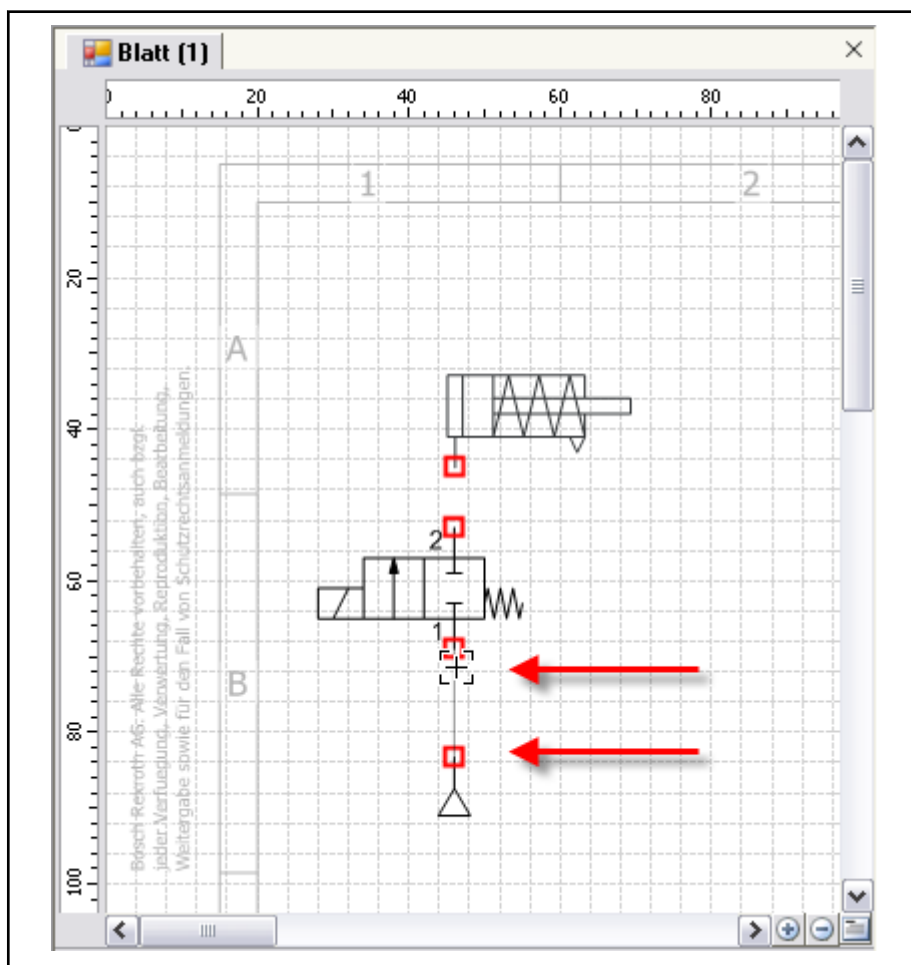 Blatt (1)
0 20 40 60 80
1 2
20
A
40
2
60
1
B
80
100
Bosch Rexroth AG. Alle Rechte vorbehalten, auch bzgl.
jeder Verfuegung, Verwertung, Reproduktion, Bearbeitung,
Weitergabe sowie für den Fall von Schutzrechtsanmeldungen.